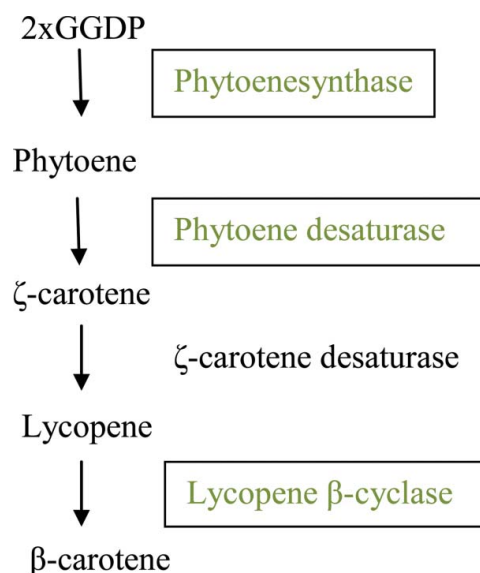 2xGGDP
Phytoenesynthase
Phytoene
Phytoene desaturase
ζ-carotene
ζ-carotene desaturase
Lycopene
Lycopene β-cyclase
β-carotene